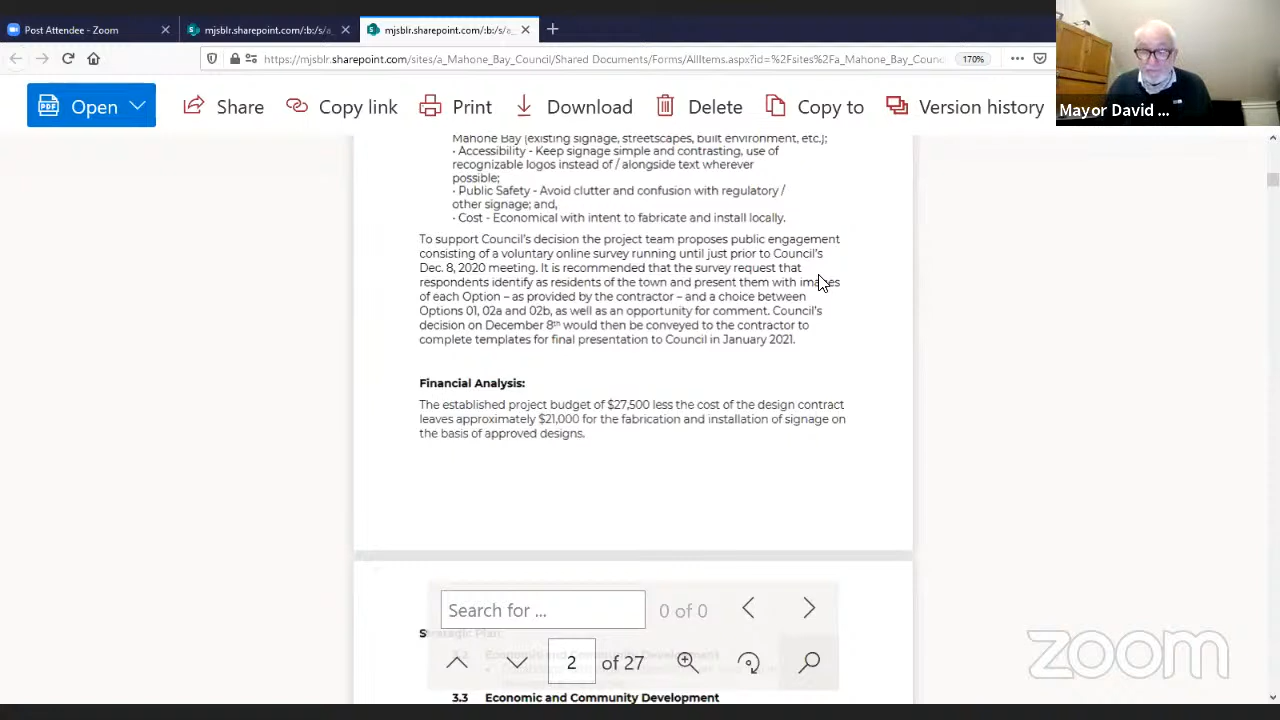 Post Attendee - Zoom
mjsblr.sharepoint.com/:b:/s/a_
mjsblr.sharepoint.com/:b:/s/a_
https://mjsblr.sharepoint.com/sites/a_Mahone_Bay_Council/Shared Documents/Forms/AllItems.aspx?id=%2Fsites%2Fa_Mahone_Bay_Counc
170%
PDF Open
Share
Copy link
Print
Download
Delete
Copy to
Version history
Mayor David ...
Mahone Bay (existing signage, streetscapes, built environment, etc.);
· Accessibility - Keep signage simple and contrasting, use of
recognizable logos instead of / alongside text wherever
possible;
· Public Safety - Avoid clutter and confusion with regulatory /
other signage; and,
· Cost - Economical with intent to fabricate and install locally.
To support Council's decision the project team proposes public engagement
consisting of a voluntary online survey running until just prior to Council's
Dec. 8, 2020 meeting. It is recommended that the survey request that
respondents identify as residents of the town and present them with images
of each Option – as provided by the contractor – and a choice between
Options 01, 02a and 02b, as well as an opportunity for comment. Council's
decision on December 8th would then be conveyed to the contractor to
complete templates for final presentation to Council in January 2021.
Financial Analysis:
The established project budget of $27,500 less the cost of the design contract
leaves approximately $21,000 for the fabrication and installation of signage on
the basis of approved designs.
Search for ...
0 of 0
Strategic Plan
3.2 Economic and Community Development
2 of 27
3.3 Economic and Community Development
zoom